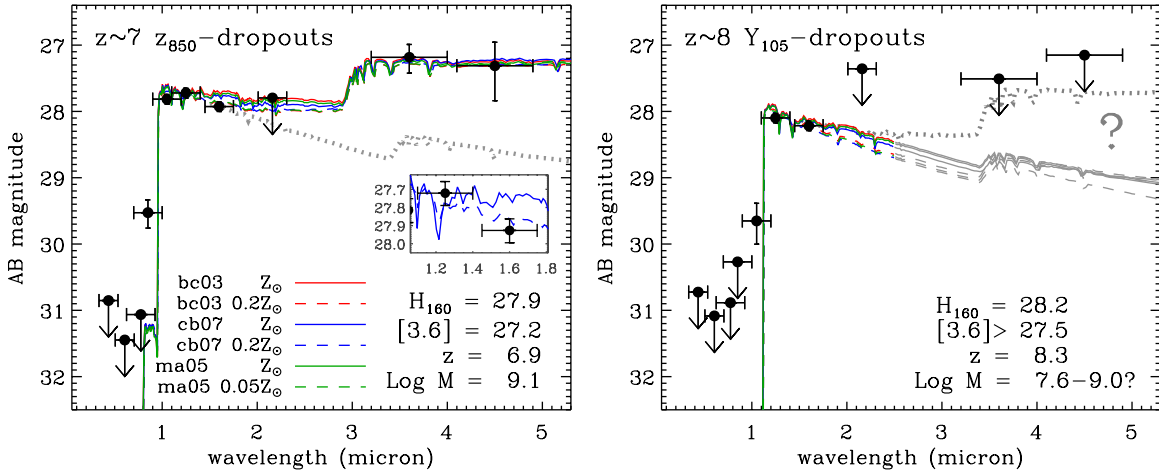 z~7 z₈₅₀−dropouts
AB magnitude
27
28
29
30
31
32
27.7
27.8
27.9
28.0
1.2 1.4 1.6 1.8
bc03 Z☉
bc03 0.2Z☉
cb07 Z☉
cb07 0.2Z☉
ma05 Z☉
ma05 0.05Z☉
H₁₆₀ = 27.9
[3.6] = 27.2
z = 6.9
Log M = 9.1
1 2 3 4 5
wavelength (micron)
z~8 Y₁₀₅−dropouts
AB magnitude
27
28
29
30
31
32
?
H₁₆₀ = 28.2
[3.6]> 27.5
z = 8.3
Log M = 7.6−9.0?
1 2 3 4 5
wavelength (micron)